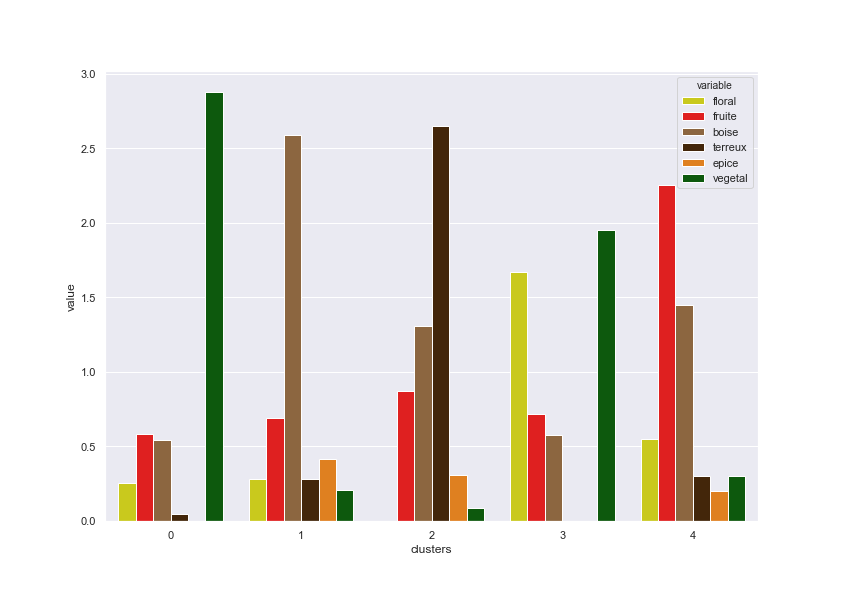 3.0
2.5
2.0
1.5
1.0
0.5
0.0
value
0 1 2 3 4
clusters
variable
floral
fruite
boise
terreux
epice
vegetal